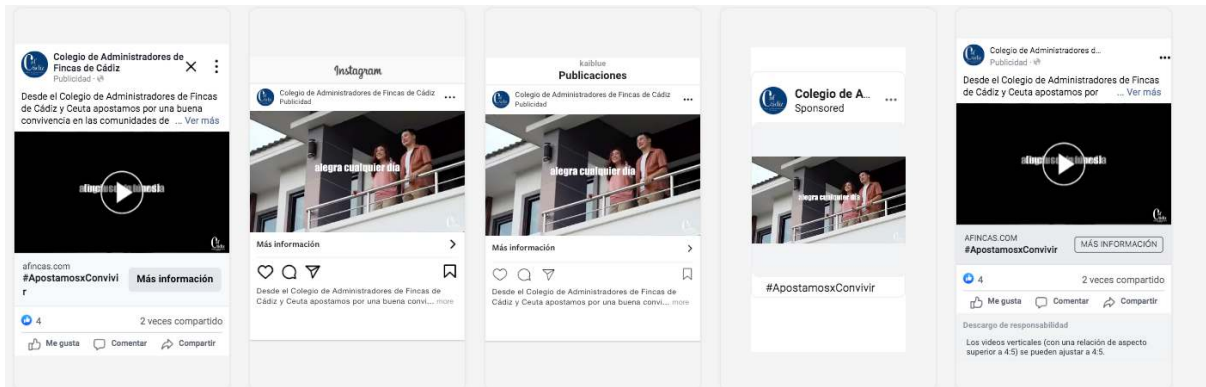 Colegio de Administradores de
Fincas de Cádiz
Publicidad
Desde el Colegio de Administradores de Fincas
de Cádiz y Ceuta apostamos por una buena
convivencia en las comunidades de ... Ver más
afincas.com
#ApostamosxConvivi
r
Más información
4
2 veces compartido
Me gusta
Comentar
Compartir
Instagram
Colegio de Administradores de Fincas de Cádiz
Publicidad
alegra cualquier día
Más información
Desde el Colegio de Administradores de Fincas de
Cádiz y Ceuta apostamos por una buena convi... more
kaiblue
Publicaciones
Colegio de Administradores de Fincas de Cádiz
Publicidad
alegra cualquier día
Más información
Desde el Colegio de Administradores de Fincas de
Cádiz y Ceuta apostamos por una buena convi... more
Colegio de A...
Sponsored
alegra cualquier día
#ApostamosxConvivir
Colegio de Administradores d...
Publicidad
Desde el Colegio de Administradores de Fincas
de Cádiz y Ceuta apostamos por ... Ver más
AFINCAS.COM
#ApostamosxConvivir
MÁS INFORMACIÓN
4
2 veces compartido
Me gusta
Comentar
Compartir
Descargo de responsabilidad
Los videos verticales (con una relación de aspecto
superior a 4:5) se pueden ajustar a 4:5.